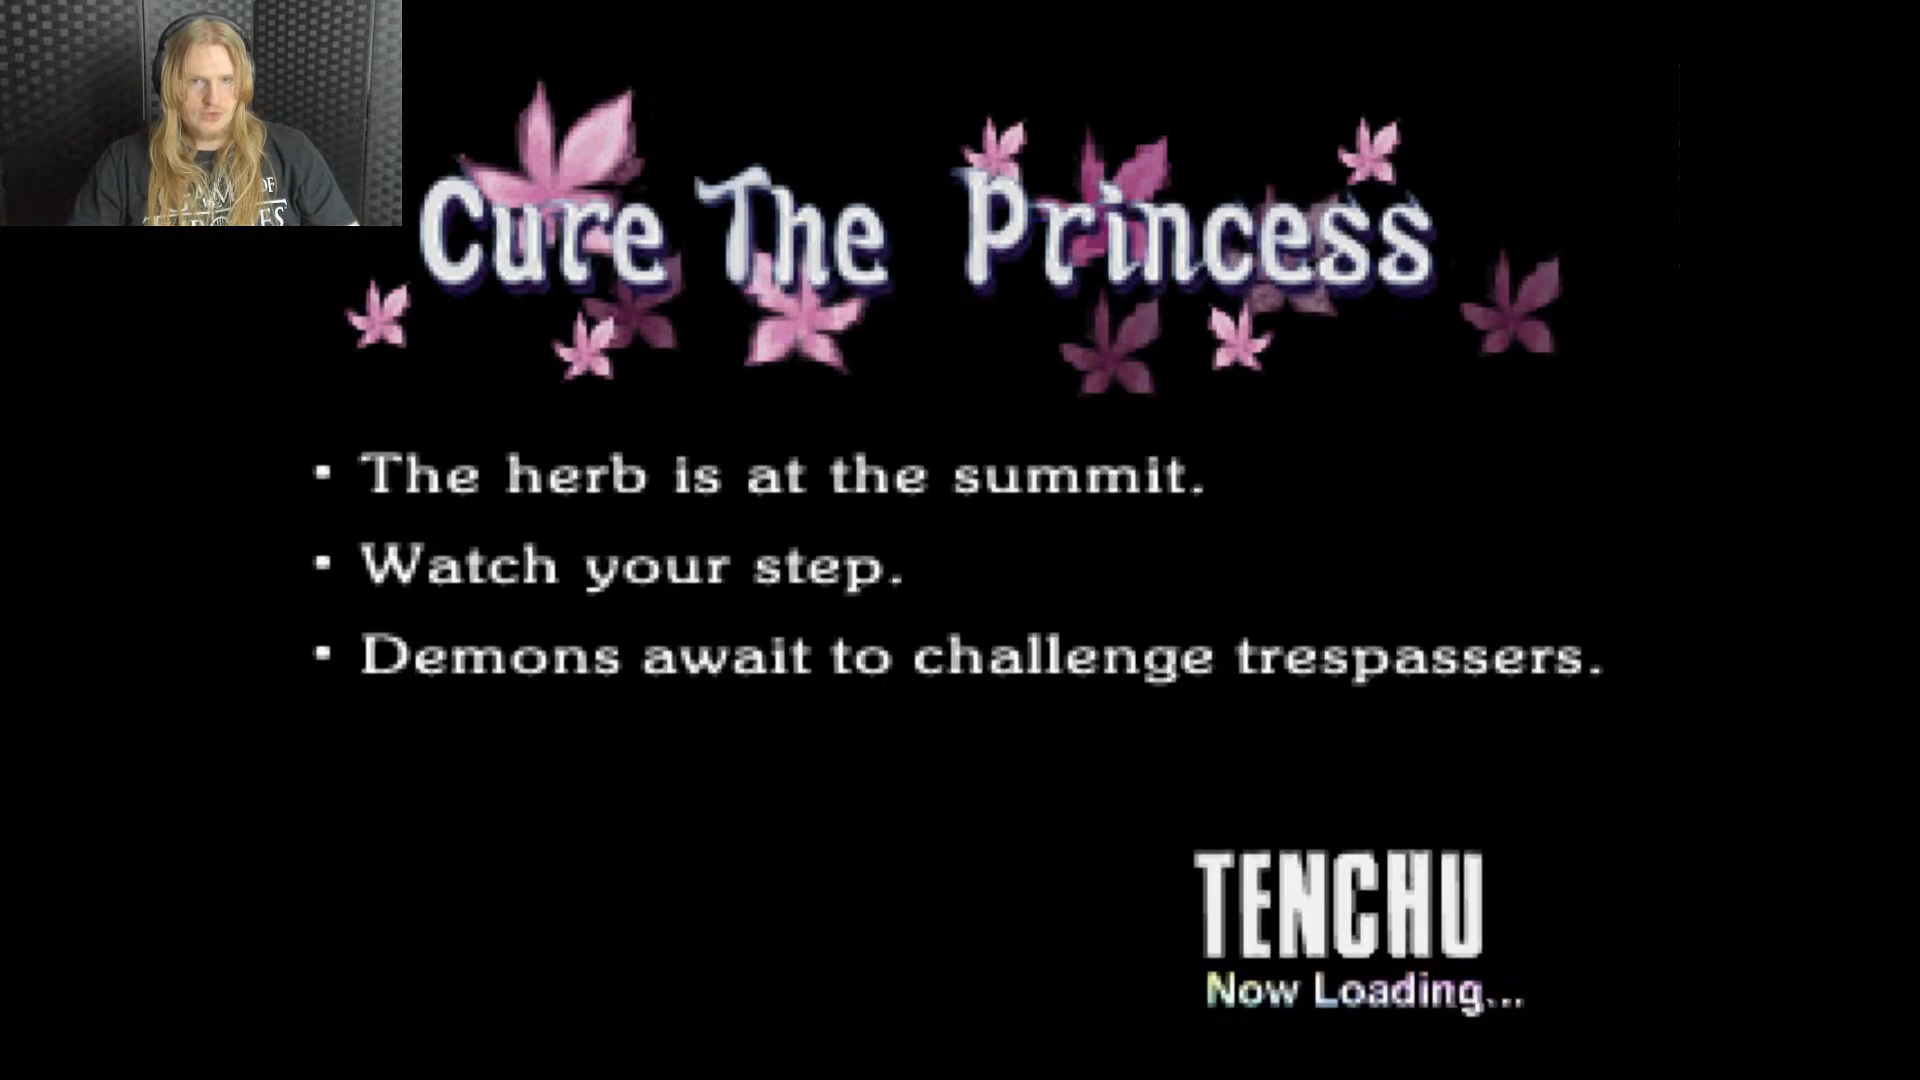 Cure The Princess
· The herb is at the summit.
· Watch your step.
· Demons await to challenge trespassers.
TENCHU
Now Loading...